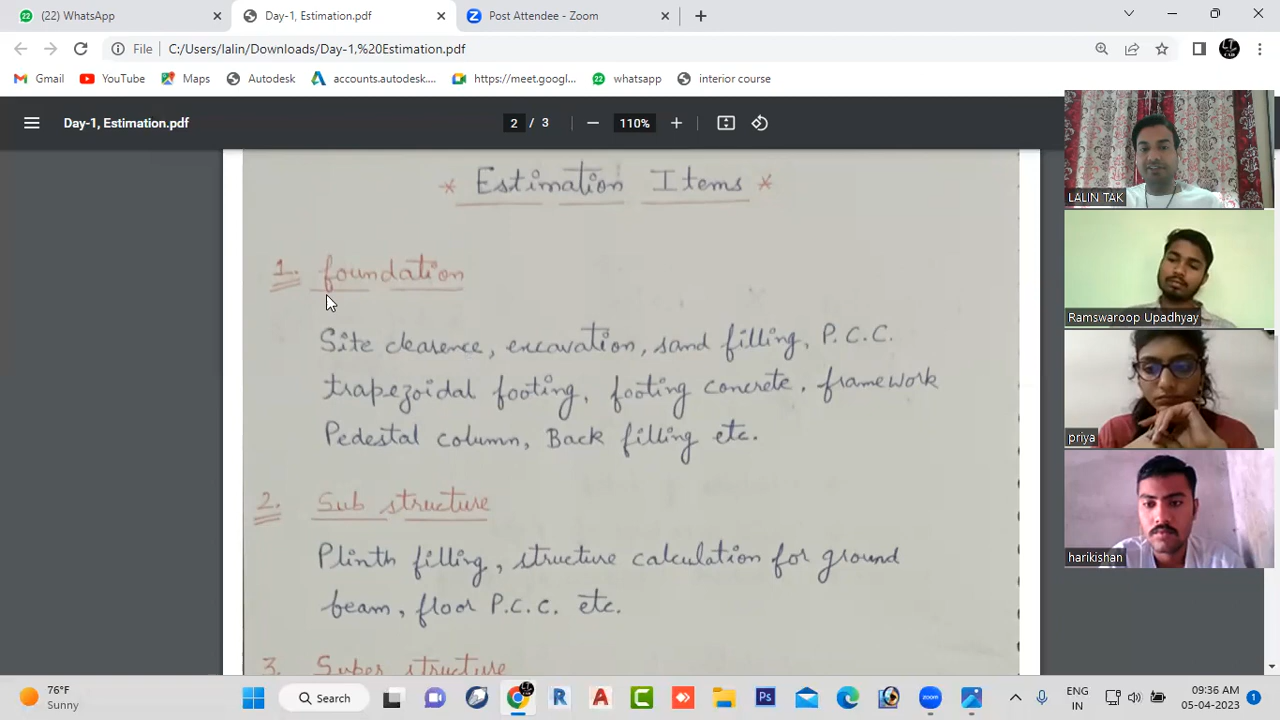 (22) WhatsApp
Day-1, Estimation.pdf
Post Attendee - Zoom
File
C:/Users/lalin/Downloads/Day-1,%20Estimation.pdf
Gmail
YouTube
Maps
Autodesk
accounts.autodesk....
https://meet.googl...
whatsapp
interior course
Day-1, Estimation.pdf
2 / 3
110%
* Estimation Items *
1. foundation
Site clearence, excavation, sand filling, P.C.C.
trapezoidal footing, footing concrete, framework
Pedestal column, Back filling etc.
2. Sub structure
Plinth filling, structure calculation for ground
beam, floor P.C.C. etc.
3. Super structure
LALIN TAK
Ramswaroop Upadhyay
priya
harikishan
76°F
Sunny
Search
ENG
IN
09:36 AM
05-04-2023